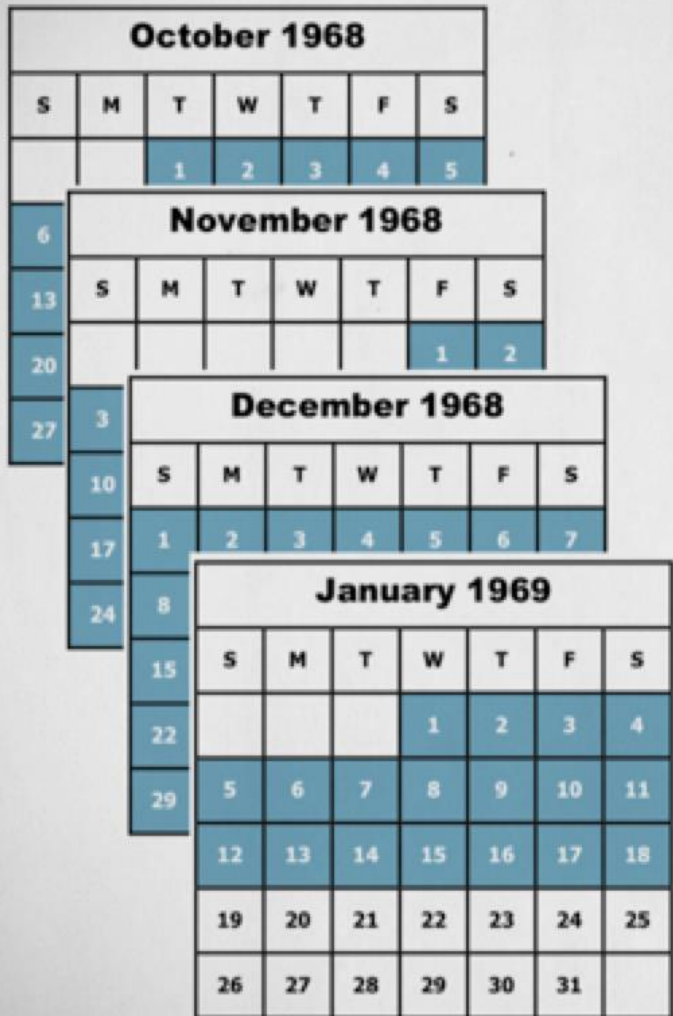 October 1968
S M T W T F S
1 2 3 4 5
6
13
20
27
November 1968
S M T W T F S
1 2
3
10
17
24
December 1968
S M T W T F S
1 2 3 4 5 6 7
8
15
22
29
January 1969
S M T W T F S
1 2 3 4
5 6 7 8 9 10 11
12 13 14 15 16 17 18
19 20 21 22 23 24 25
26 27 28 29 30 31